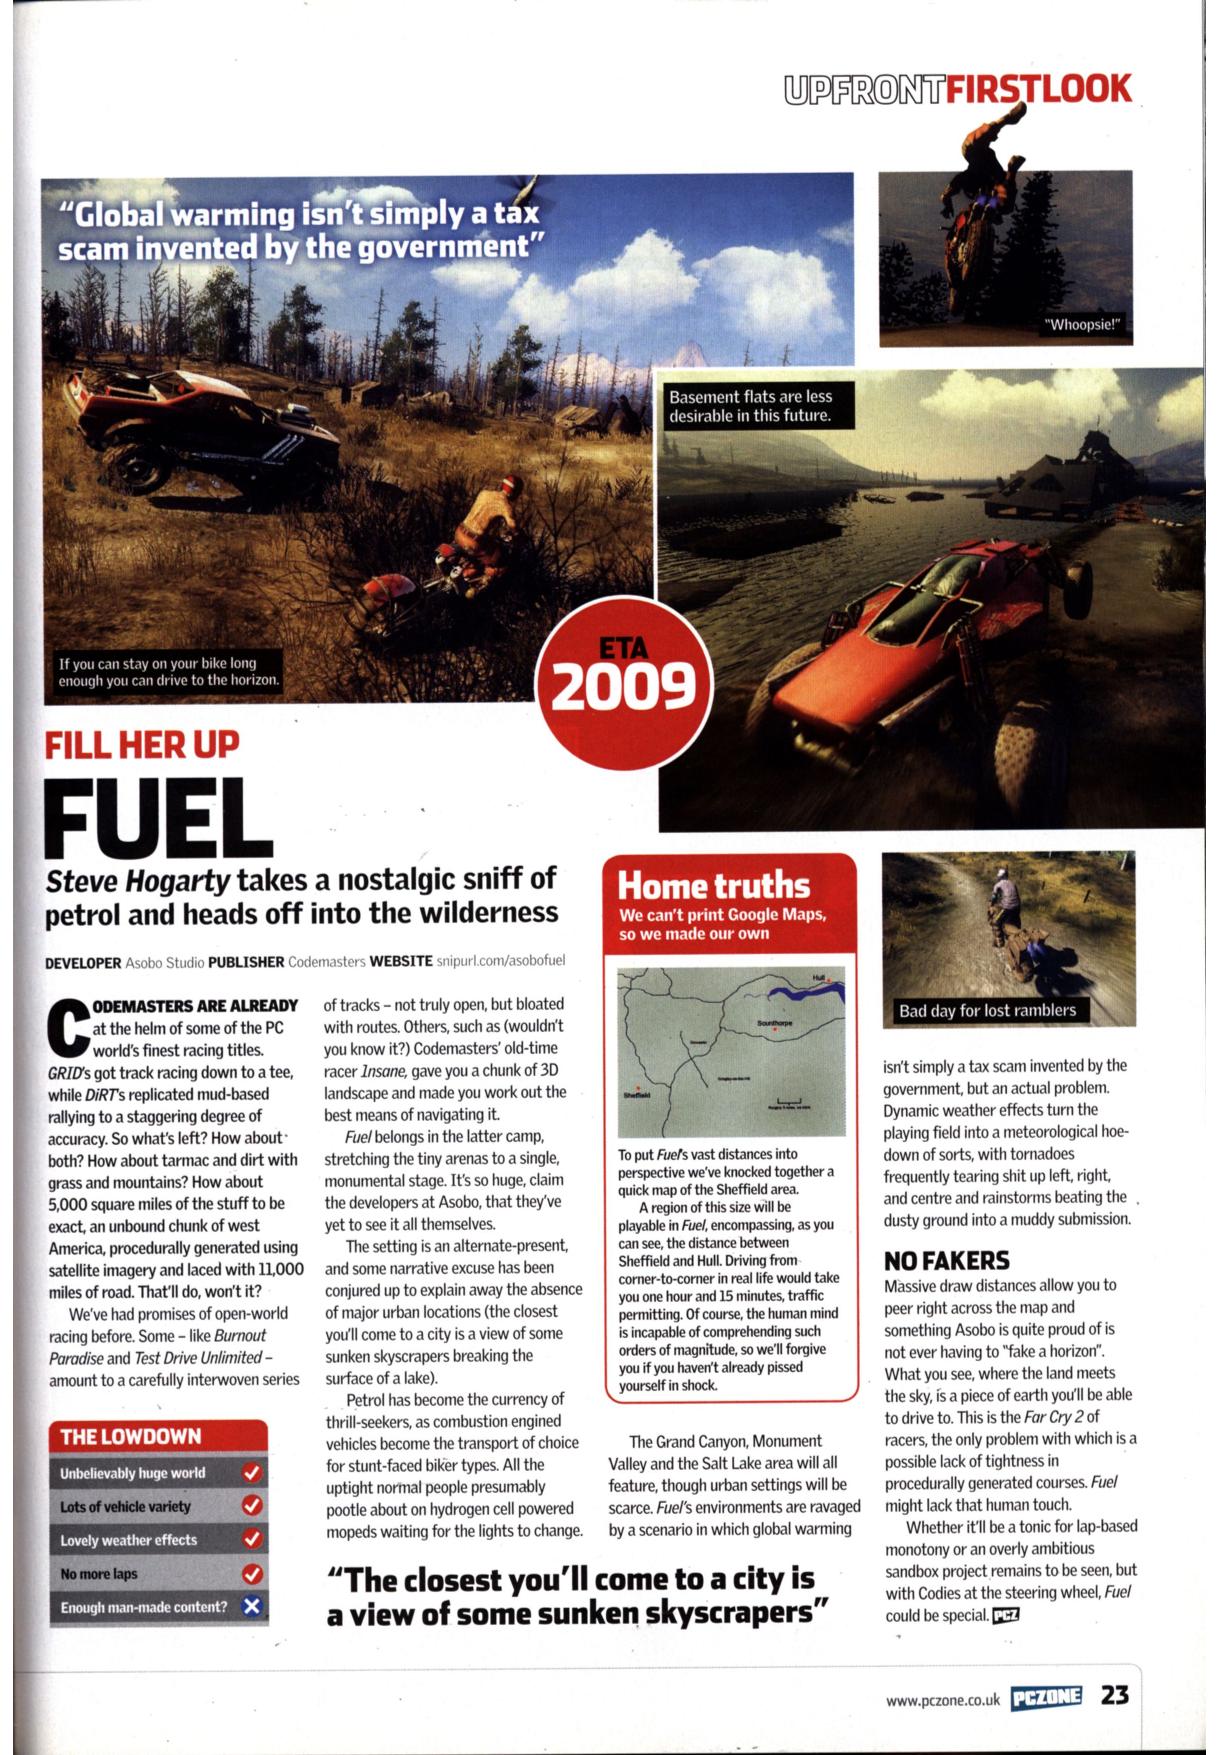 UPFRONTFIRSTLOOK
“Global warming isn’t simply a tax
scam invented by the government”
“Whoopsie!”
Basement flats are less
desirable in this future.
If you can stay on your bike long
enough you can drive to the horizon.
ETA
2009
FILL HER UP
FUEL
Steve Hogarty takes a nostalgic sniff of
petrol and heads off into the wilderness
DEVELOPER Asobo Studio PUBLISHER Codemasters WEBSITE snipurl.com/asobofuel
CODEMASTERS ARE ALREADY
at the helm of some of the PC
world’s finest racing titles.
GRID’s got track racing down to a tee,
while DiRT’s replicated mud-based
rallying to a staggering degree of
accuracy. So what’s left? How about
both? How about tarmac and dirt with
grass and mountains? How about
5,000 square miles of the stuff to be
exact, an unbound chunk of west
America, procedurally generated using
satellite imagery and laced with 11,000
miles of road. That’ll do, won’t it?
We’ve had promises of open-world
racing before. Some – like Burnout
Paradise and Test Drive Unlimited –
amount to a carefully interwoven series
THE LOWDOWN
Unbelievably huge world
Lots of vehicle variety
Lovely weather effects
No more laps
Enough man-made content?
of tracks – not truly open, but bloated
with routes. Others, such as (wouldn’t
you know it?) Codemasters’ old-time
racer Insane, gave you a chunk of 3D
landscape and made you work out the
best means of navigating it.
Fuel belongs in the latter camp,
stretching the tiny arenas to a single,
monumental stage. It’s so huge, claim
the developers at Asobo, that they’ve
yet to see it all themselves.
The setting is an alternate-present,
and some narrative excuse has been
conjured up to explain away the absence
of major urban locations (the closest
you’ll come to a city is a view of some
sunken skyscrapers breaking the
surface of a lake).
Petrol has become the currency of
thrill-seekers, as combustion engined
vehicles become the transport of choice
for stunt-faced biker types. All the
uptight normal people presumably
pootle about on hydrogen cell powered
mopeds waiting for the lights to change.
“The closest you’ll come to a city is
a view of some sunken skyscrapers”
Home truths
We can’t print Google Maps,
so we made our own
Hull
Scunthorpe
Sheffield
To put Fuel’s vast distances into
perspective we’ve knocked together a
quick map of the Sheffield area.
A region of this size will be
playable in Fuel, encompassing, as you
can see, the distance between
Sheffield and Hull. Driving from
corner-to-corner in real life would take
you one hour and 15 minutes, traffic
permitting. Of course, the human mind
is incapable of comprehending such
orders of magnitude, so we’ll forgive
you if you haven’t already pissed
yourself in shock.
The Grand Canyon, Monument
Valley and the Salt Lake area will all
feature, though urban settings will be
scarce. Fuel’s environments are ravaged
by a scenario in which global warming
Bad day for lost ramblers
isn’t simply a tax scam invented by the
government, but an actual problem.
Dynamic weather effects turn the
playing field into a meteorological hoe-
down of sorts, with tornadoes
frequently tearing shit up left, right,
and centre and rainstorms beating the
dusty ground into a muddy submission.
NO FAKERS
Massive draw distances allow you to
peer right across the map and
something Asobo is quite proud of is
not ever having to “fake a horizon”.
What you see, where the land meets
the sky, is a piece of earth you’ll be able
to drive to. This is the Far Cry 2 of
racers, the only problem with which is a
possible lack of tightness in
procedurally generated courses. Fuel
might lack that human touch.
Whether it’ll be a tonic for lap-based
monotony or an overly ambitious
sandbox project remains to be seen, but
with Codies at the steering wheel, Fuel
could be special. PCZ
www.pczone.co.uk PCZONE 23